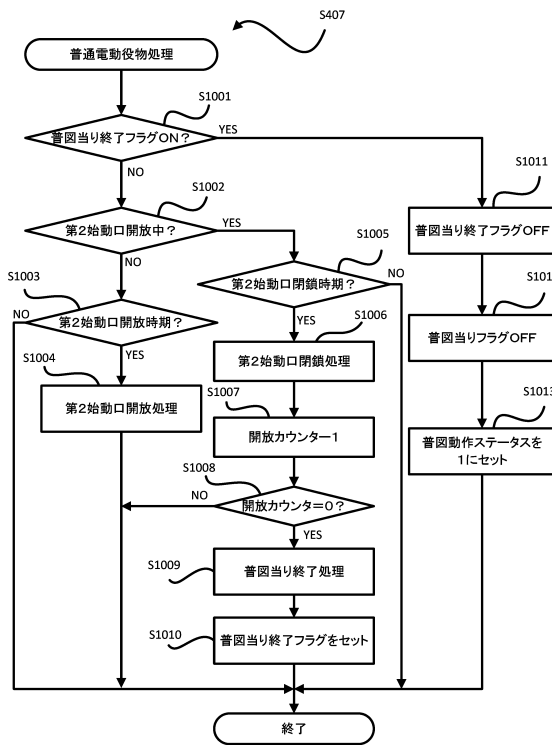 S407
普通電動役物処理
S1001
普図当り終了フラグON?
YES
NO
S1002
第2始動口開放中?
YES
NO
S1011
普図当り終了フラグOFF
S1003
NO
第2始動口開放時期?
YES
S1005
第2始動口閉鎖時期?
NO
YES
S101
普図当りフラグOFF
S1004
第2始動口開放処理
S1006
第2始動口閉鎖処理
S1007
開放カウンター1
S1013
普図動作ステータスを
1にセット
S1008
NO
開放カウンタ=0?
YES
S1009
普図当り終了処理
S1010
普図当り終了フラグをセット
終了